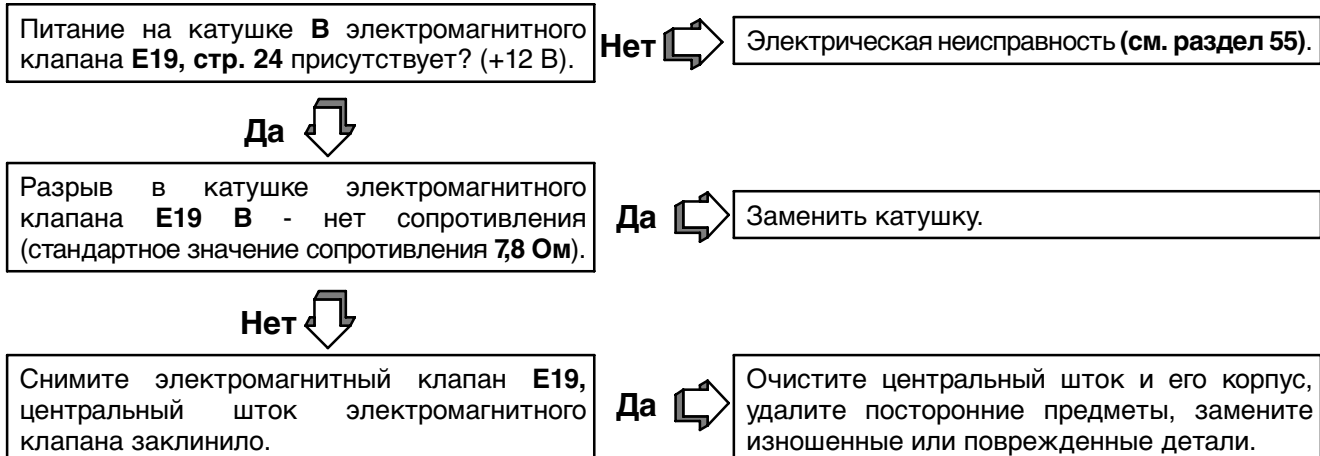 Питание на катушке В электромагнитного
клапана Е19, стр. 24 присутствует? (+12 В).
Нет
Электрическая неисправность (см. раздел 55).
Да
Разрыв в катушке электромагнитного
клапана Е19 В - нет сопротивления
(стандартное значение сопротивления 7,8 Ом).
Да
Заменить катушку.
Нет
Снимите электромагнитный клапан Е19,
центральный шток электромагнитного
клапана заклинило.
Да
Очистите центральный шток и его корпус,
удалите посторонние предметы, замените
изношенные или поврежденные детали.